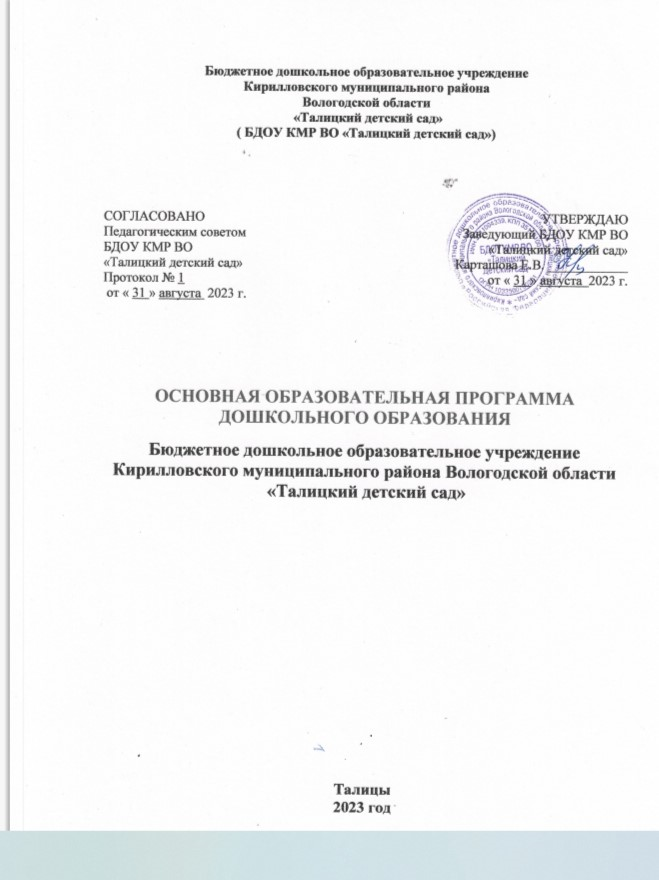 Бюджетное дошкольное образовательное учреждение
Кирилловского муниципального района
Вологодской области
«Талицкий детский сад»
( БДОУ КМР ВО «Талицкий детский сад»)
СОГЛАСОВАНО
Педагогическим советом
БДОУ КМР ВО
«Талицкий детский сад»
Протокол № 1
от « 31 » августа 2023 г.
УТВЕРЖДАЮ
Заведующий БДОУ КМР ВО
«Талицкий детский сад»
Карташова Е.В.
от « 31 » августа 2023 г.
ОСНОВНАЯ ОБРАЗОВАТЕЛЬНАЯ ПРОГРАММА
ДОШКОЛЬНОГО ОБРАЗОВАНИЯ
Бюджетное дошкольное образовательное учреждение
Кирилловского муниципального района Вологодской области
«Талицкий детский сад»
Талицы
2023 год